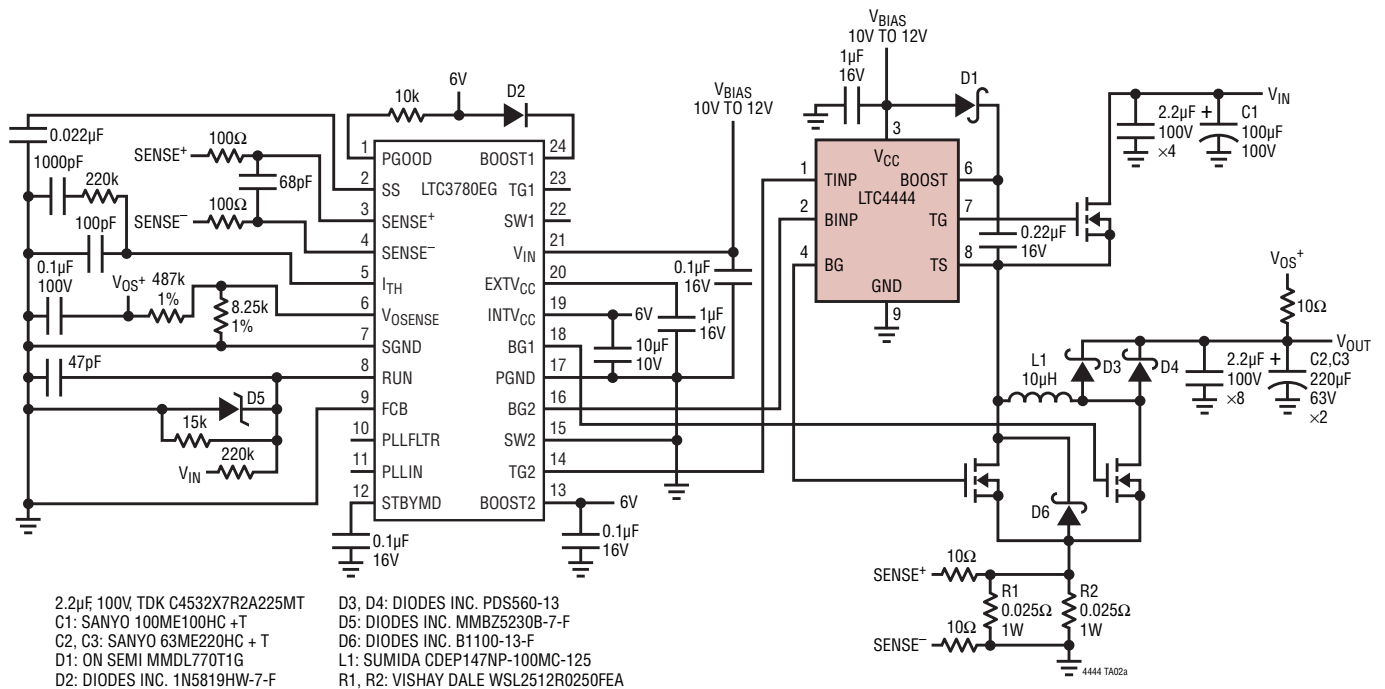 VBIAS
10V TO 12V
1µF
16V
D1
6V
10k
D2
VBIAS
10V TO 12V
VIN
2.2µF
100V
×4
+
C1
100µF
100V
0.022µF
1000pF
220k
100pF
0.1µF
100V
VOS+
487k
1%
8.25k
1%
47pF
D5
15k
220k
VIN
SENSE+
100Ω
68pF
SENSE−
100Ω
LTC3780EG
1
PGOOD
2
SS
3
SENSE+
4
SENSE−
5
ITH
6
VOSENSE
7
SGND
8
RUN
9
FCB
10
PLLFLTR
11
PLLIN
12
STBYMD
24
BOOST1
23
TG1
22
SW1
21
VIN
20
EXTVCC
19
INTVCC
18
BG1
17
PGND
16
BG2
15
SW2
14
TG2
13
BOOST2
0.1µF
16V
0.1µF
16V
6V
6V
10µF
10V
1µF
16V
0.1µF
16V
3
VCC
LTC4444
1
TINP
2
BINP
4
BG
BOOST
6
TG
7
TS
8
GND
9
0.22µF
16V
VOS+
10Ω
VOUT
L1
10µH
D3
D4
2.2µF
100V
×8
+
C2,C3
220µF
63V
×2
D6
SENSE+
10Ω
R1
0.025Ω
1W
R2
0.025Ω
1W
SENSE−
10Ω
4444 TA02a
2.2µF, 100V, TDK C4532X7R2A225MT
C1: SANYO 100ME100HC +T
C2, C3: SANYO 63ME220HC + T
D1: ON SEMI MMDL770T1G
D2: DIODES INC. 1N5819HW-7-F
D3, D4: DIODES INC. PDS560-13
D5: DIODES INC. MMBZ5230B-7-F
D6: DIODES INC. B1100-13-F
L1: SUMIDA CDEP147NP-100MC-125
R1, R2: VISHAY DALE WSL2512R0250FEA